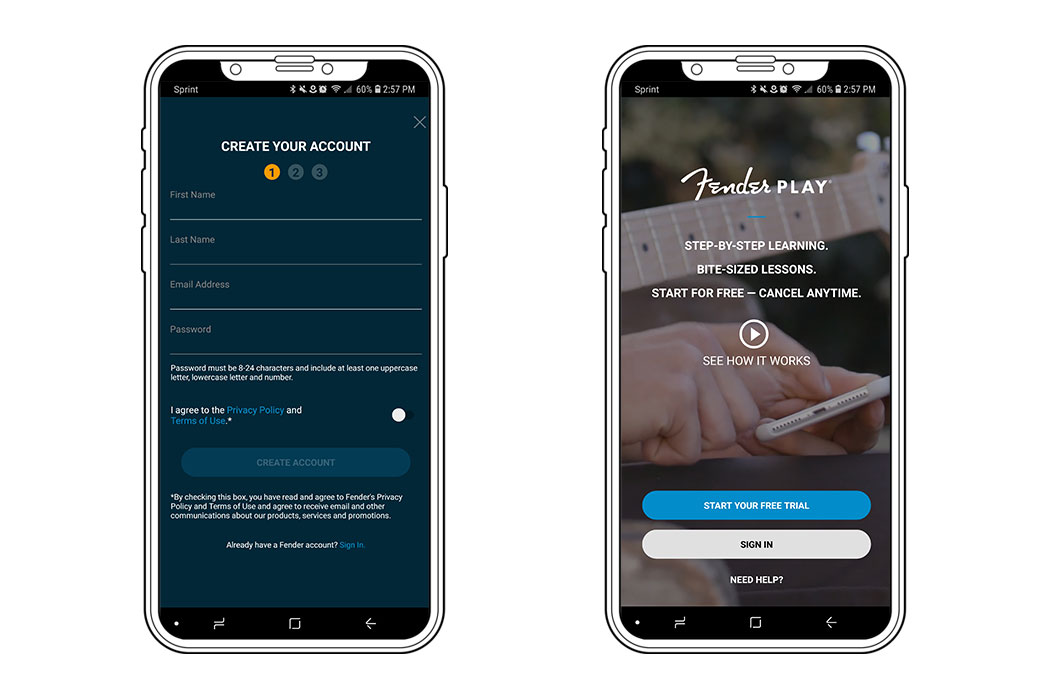 Sprint
60% 2:57 PM
CREATE YOUR ACCOUNT
1 2 3
First Name
Last Name
Email Address
Password
Password must be 8-24 characters and include at least one uppercase
letter, lowercase letter and number.
I agree to the Privacy Policy and
Terms of Use.*
CREATE ACCOUNT
*By checking this box, you have read and agree to Fender's Privacy
Policy and Terms of Use and agree to receive email and other
communications about our products, services and promotions.
Already have a Fender account? Sign In.
Sprint
60% 2:57 PM
Fender PLAY®
STEP-BY-STEP LEARNING.
BITE-SIZED LESSONS.
START FOR FREE — CANCEL ANYTIME.
SEE HOW IT WORKS
START YOUR FREE TRIAL
SIGN IN
NEED HELP?